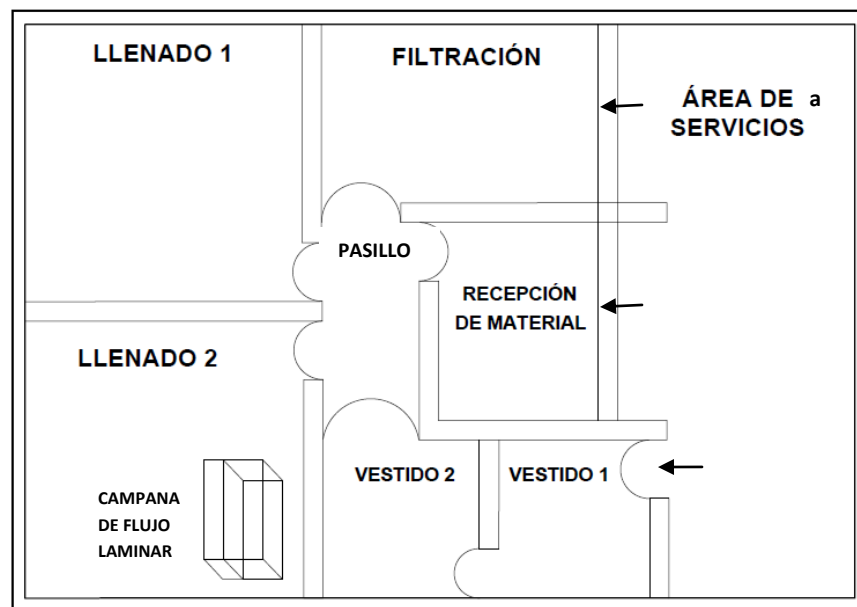 LLENADO 1
FILTRACIÓN
ÁREA DE a
SERVICIOS
PASILLO
RECEPCIÓN
DE MATERIAL
LLENADO 2
VESTIDO 2
VESTIDO 1
CAMPANA
DE FLUJO
LAMINAR